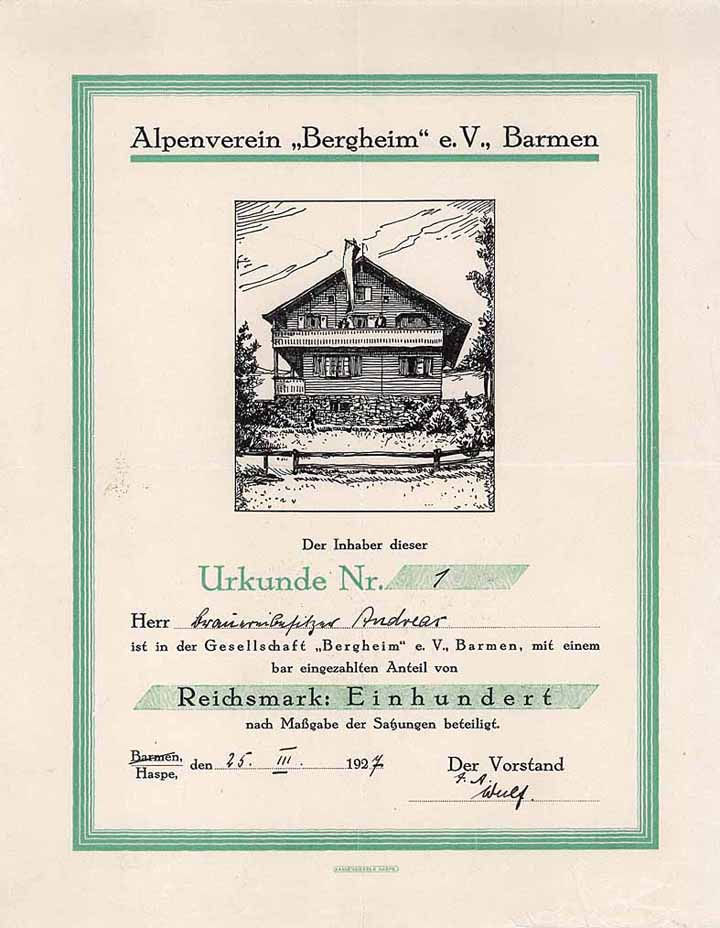 Alpenverein „Bergheim“ e. V., Barmen
Der Inhaber dieser
Urkunde Nr. 1
Herr Brauereibesitzer Andreas
ist in der Gesellschaft „Bergheim“ e. V., Barmen, mit einem
bar eingezahlten Anteil von
Reichsmark: Einhundert
nach Maßgabe der Satzungen beteiligt.
Barmen,
Haspe, den 25. III. 1927
Der Vorstand
Wulf.